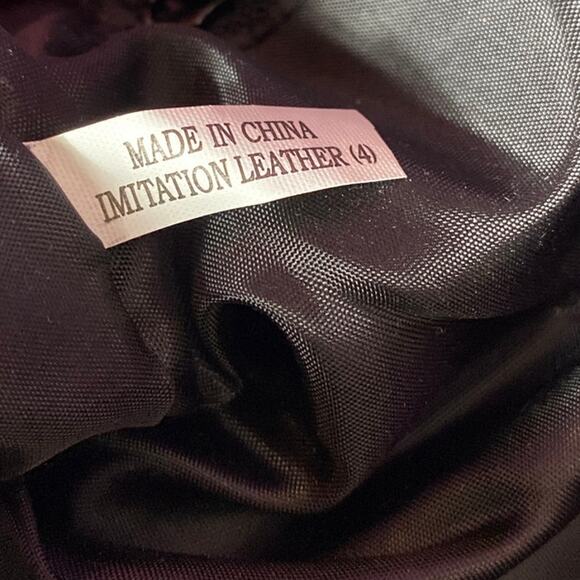 MADE IN CHINA
IMITATION LEATHER (4)